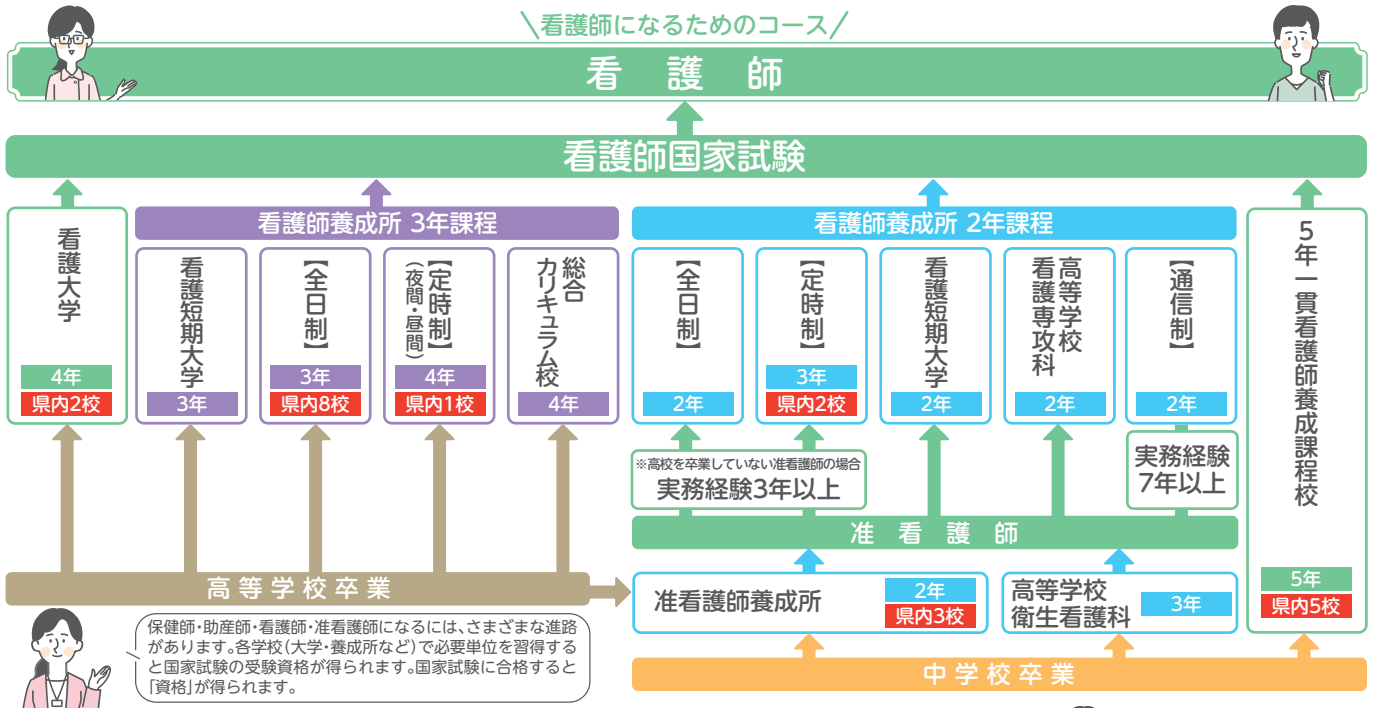 看護師になるためのコース
看護師
看護師国家試験
看護大学
4年
県内2校
看護師養成所 3年課程
看護短期大学
3年
【全日制】
3年
県内8校
【定時制】
(夜間・昼間)
4年
県内1校
総合
カリキュラム校
4年
看護師養成所 2年課程
【全日制】
2年
【定時制】
3年
県内2校
看護短期大学
2年
高等学校
看護専攻科
2年
【通信制】
2年
5年一貫看護師養成課程校
5年
県内5校
※高校を卒業していない准看護師の場合
実務経験3年以上
実務経験
7年以上
准看護師
高等学校卒業
准看護師養成所
2年
県内3校
高等学校
衛生看護科
3年
中学校卒業
保健師・助産師・看護師・准看護師になるには、さまざまな進路
があります。各学校(大学・養成所など)で必要単位を習得する
と国家試験の受験資格が得られます。国家試験に合格すると
「資格」が得られます。